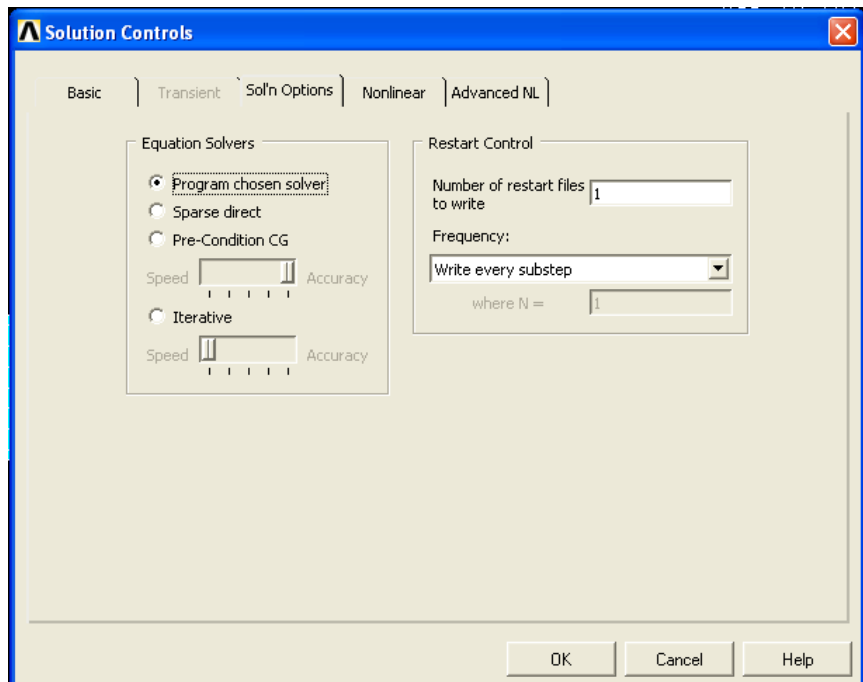 Solution Controls
Basic
Transient
Sol'n Options
Nonlinear
Advanced NL
Equation Solvers
Program chosen solver
Sparse direct
Pre-Condition CG
Speed
Accuracy
Iterative
Speed
Accuracy
Restart Control
Number of restart files
to write
1
Frequency:
Write every substep
where N =
1
OK
Cancel
Help